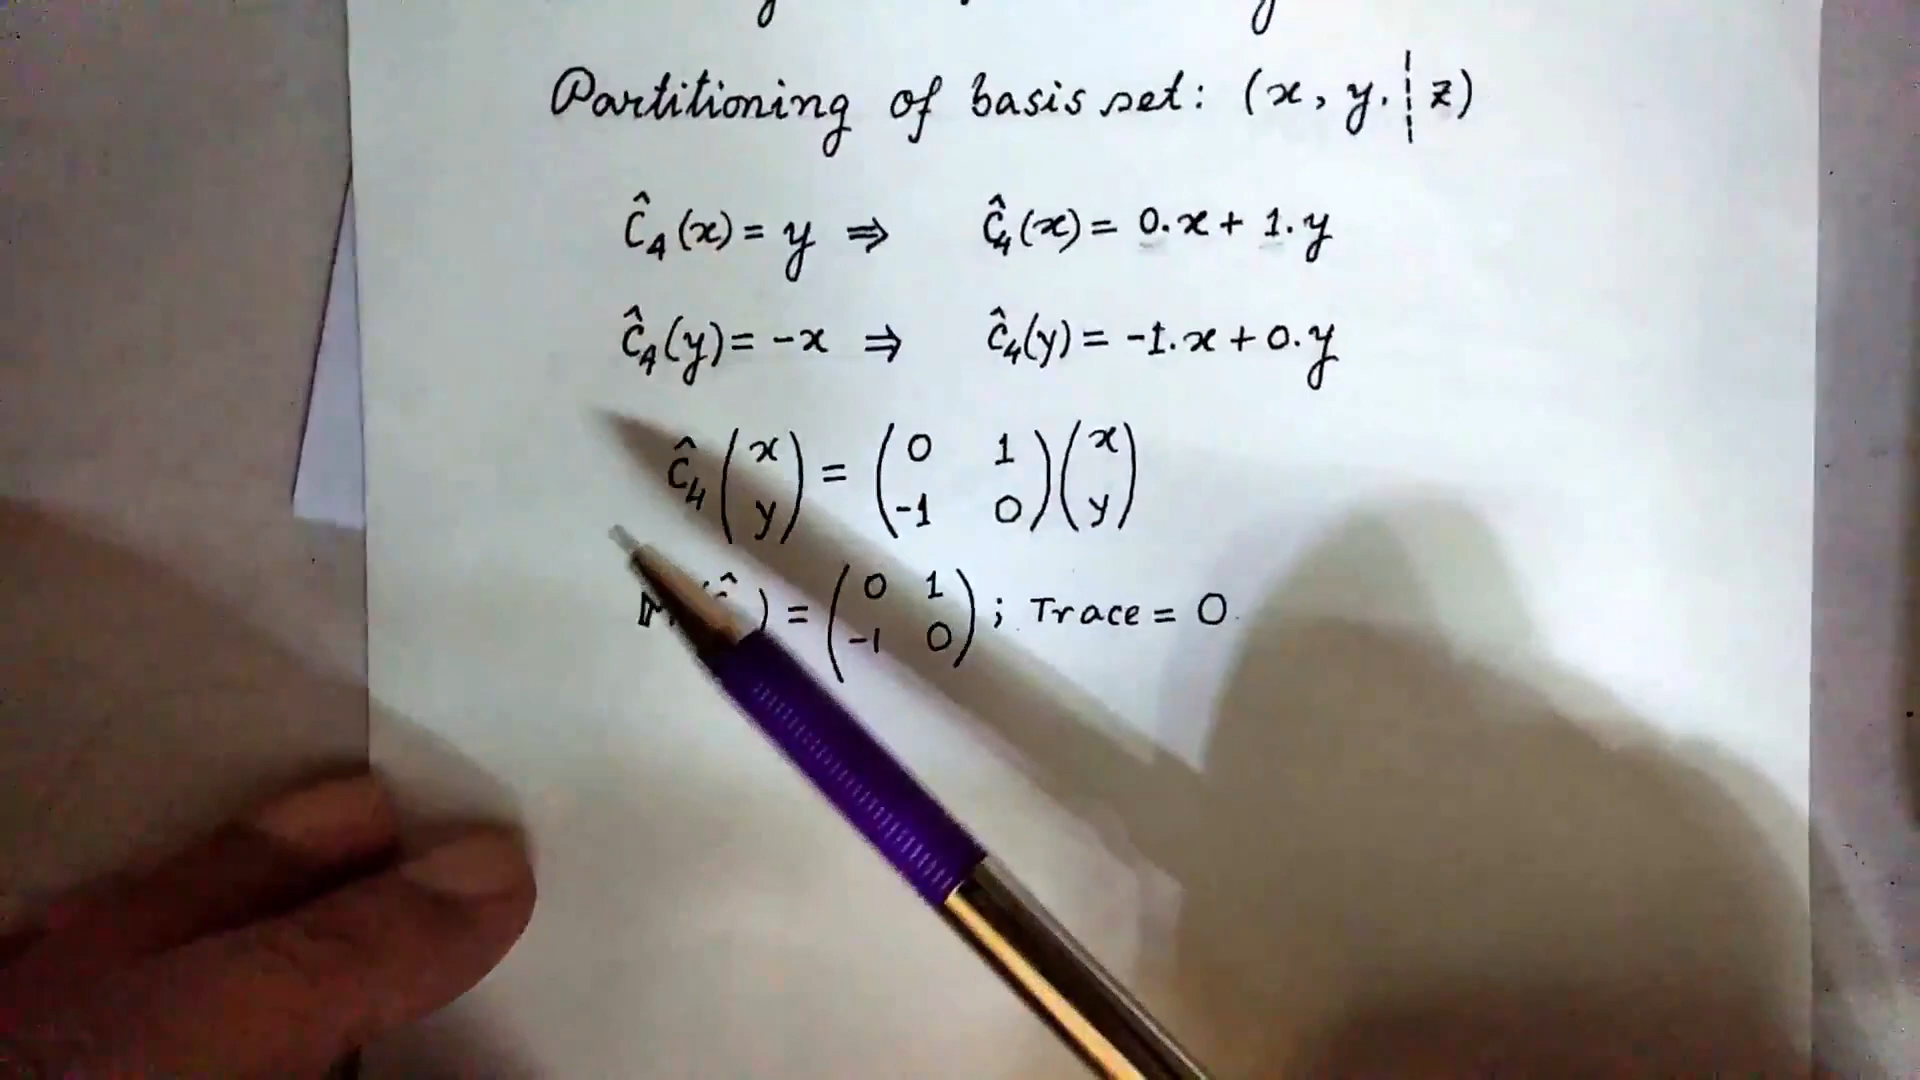 Partitioning of basis set: (x, y. ¦ z)
Ĉ₄(x) = y ⇒ Ĉ₄(x) = 0.x + 1.y
Ĉ₄(y) = -x ⇒ Ĉ₄(y) = -1.x + 0.y
Ĉ₄ (x y) = (0 1 -1 0) (x y)
) = (0 1 -1 0) ; Trace = 0